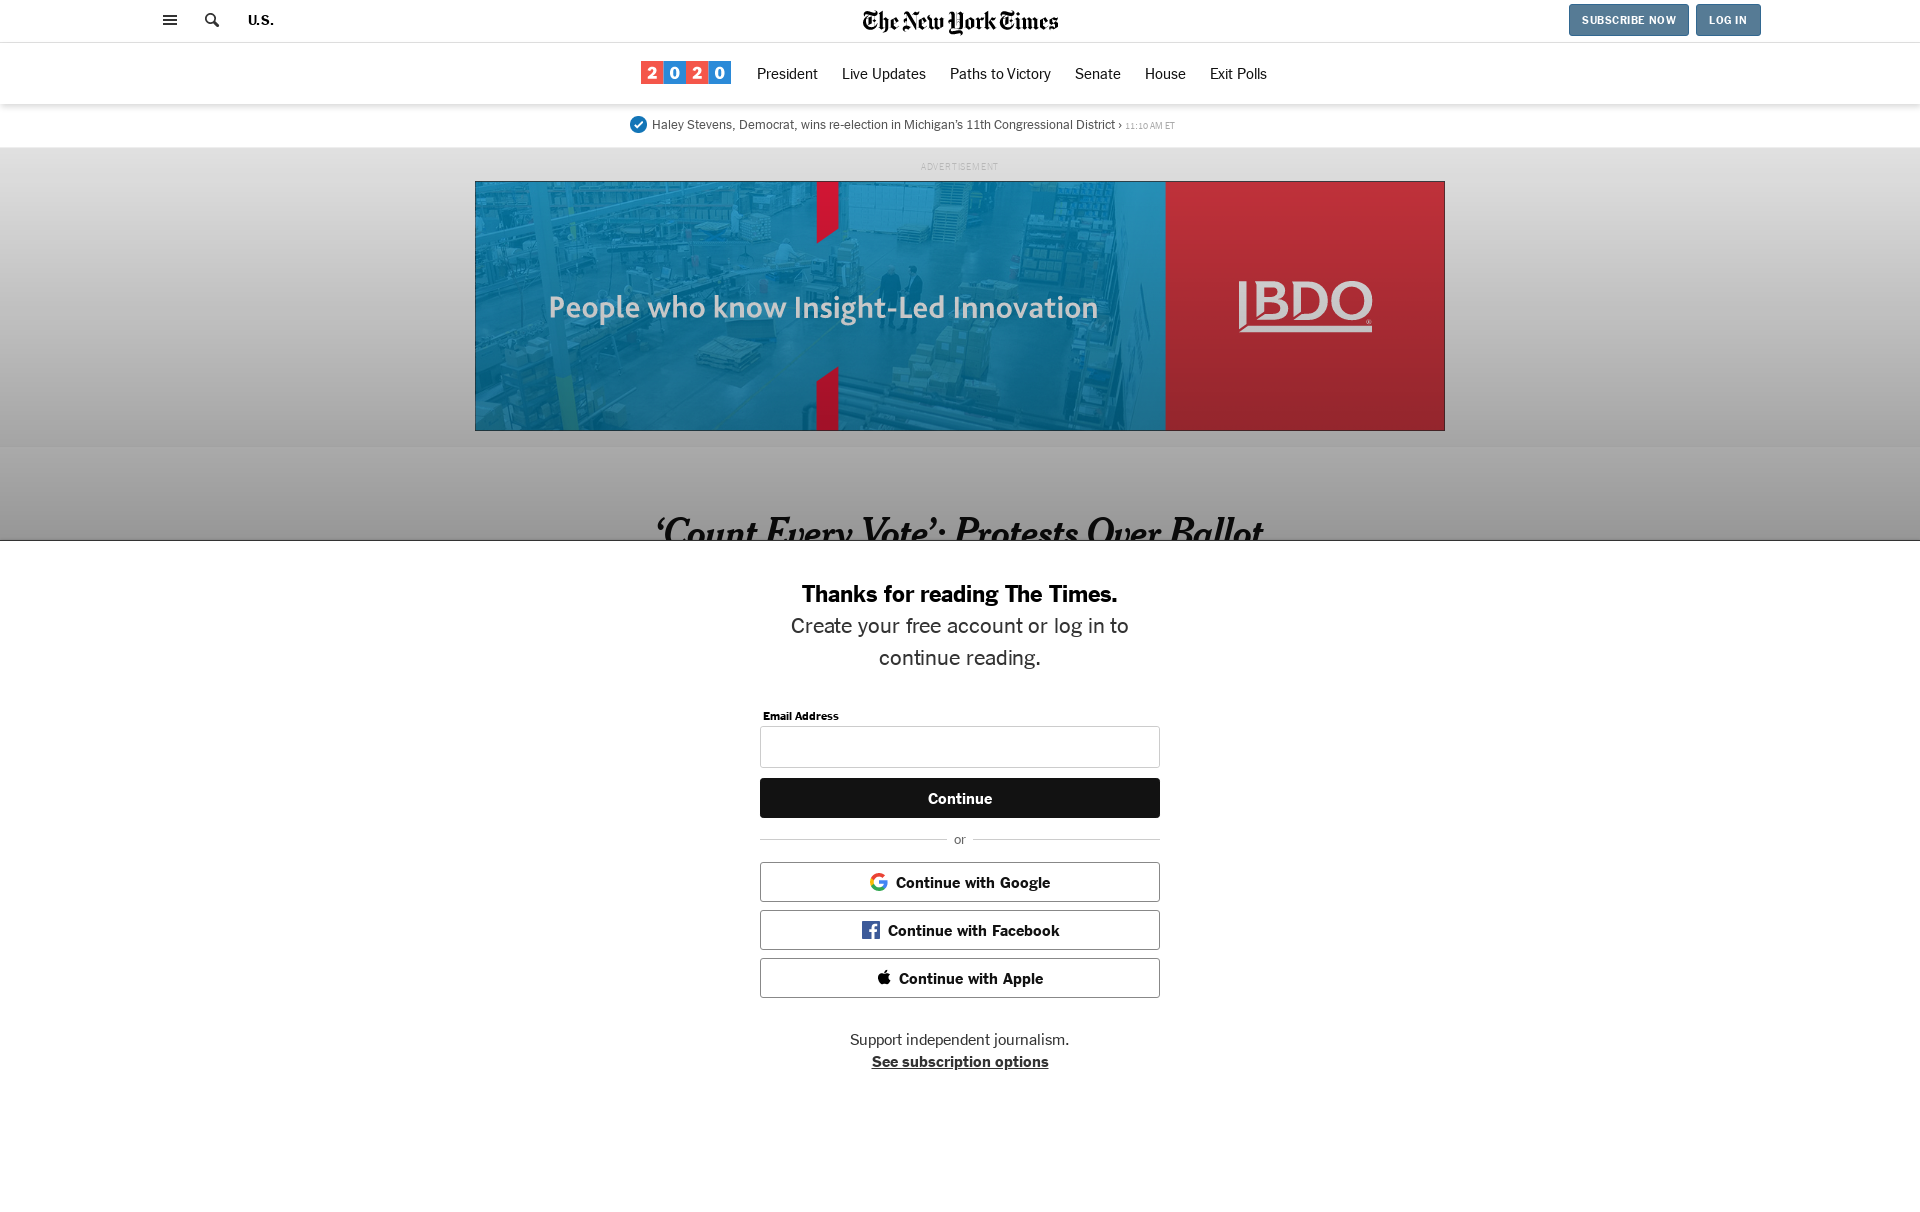 U.S.
The New York Times
SUBSCRIBE NOW
LOG IN
2020
President
Live Updates
Paths to Victory
Senate
House
Exit Polls
Haley Stevens, Democrat, wins re-election in Michigan’s 11th Congressional District › 11:10 AM ET
ADVERTISEMENT
People who know Insight-Led Innovation
BDO®
‘Count Every Vote’: Protests Over Ballot
Thanks for reading The Times.
Create your free account or log in to
continue reading.
Email Address
Continue
or
Continue with Google
Continue with Facebook
Continue with Apple
Support independent journalism.
See subscription options